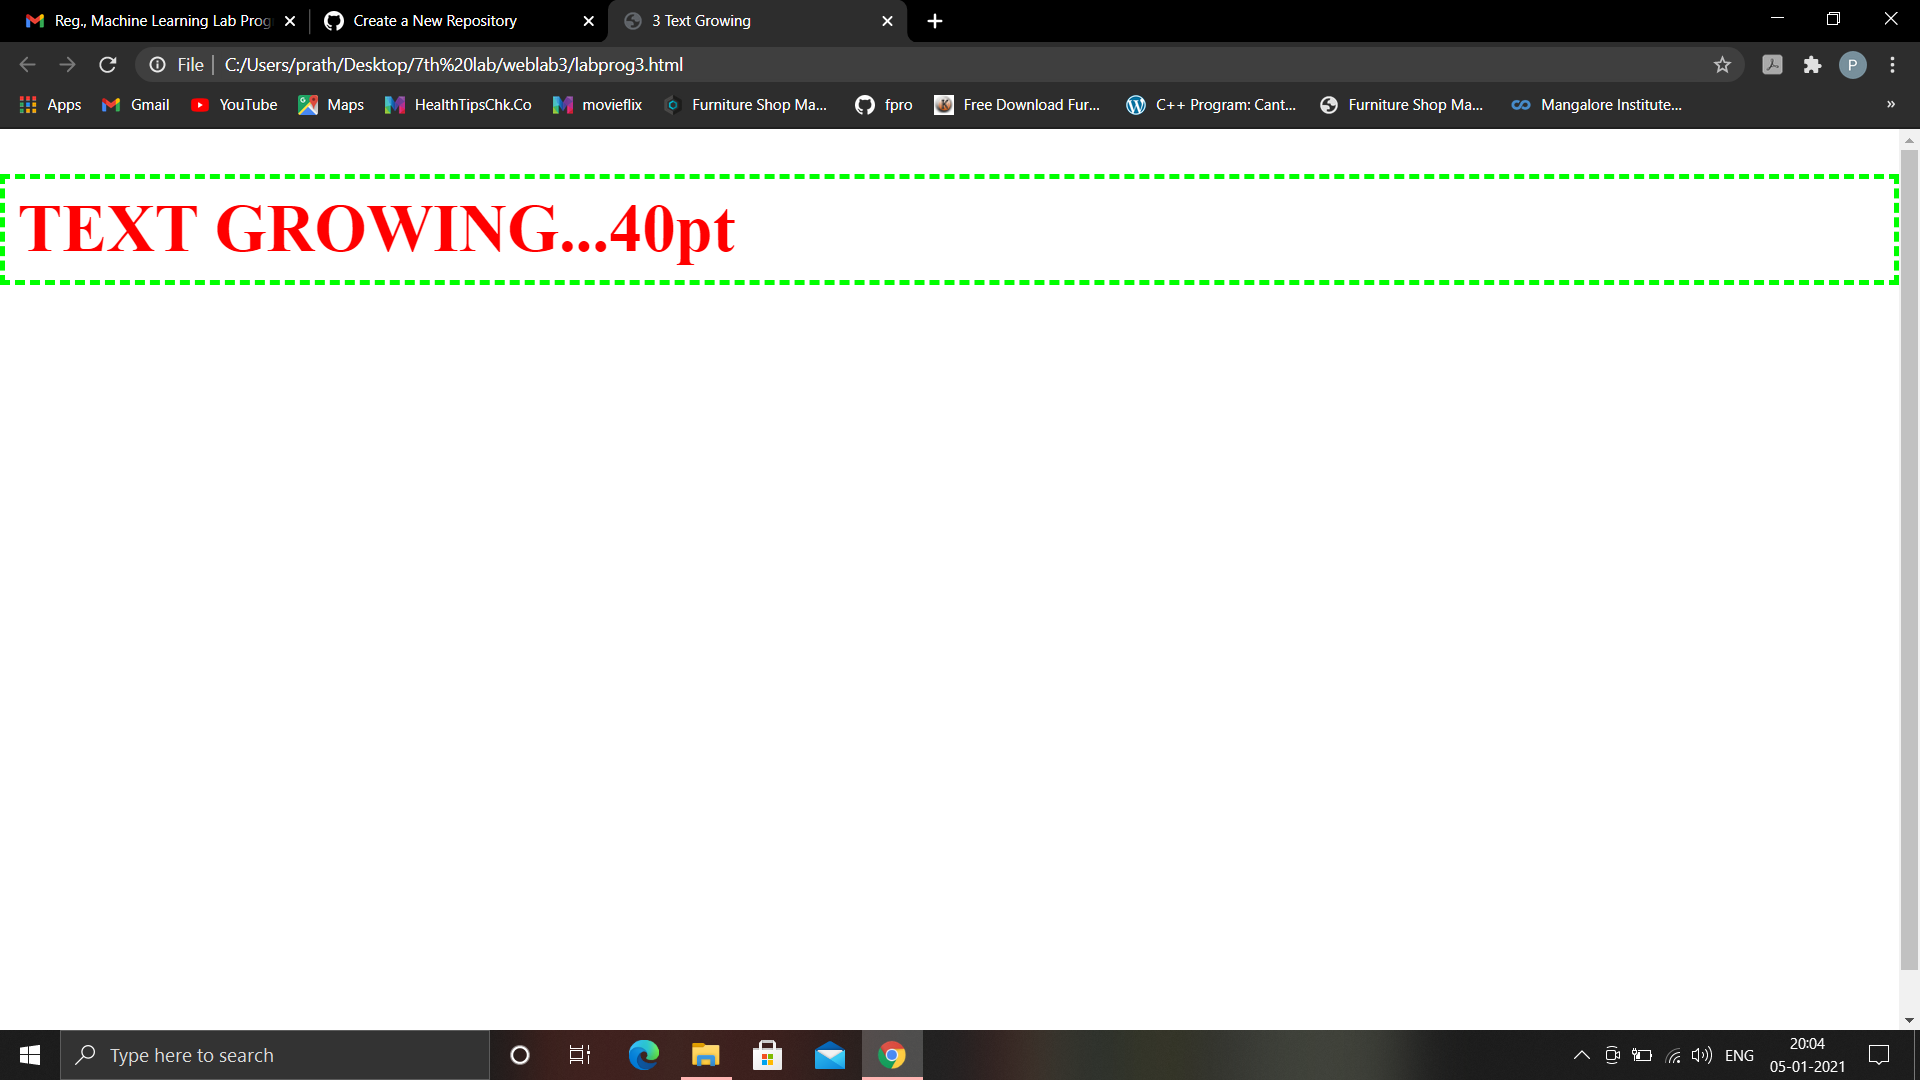 Reg., Machine Learning Lab Prog
Create a New Repository
3 Text Growing
File
C:/Users/prath/Desktop/7th%20lab/weblab3/labprog3.html
P
Apps
Gmail
YouTube
Maps
HealthTipsChk.Co
movieflix
Furniture Shop Ma...
fpro
Free Download Fur...
C++ Program: Cant...
Furniture Shop Ma...
Mangalore Institute...
»
TEXT GROWING...40pt
Type here to search
ENG
20:04
05-01-2021